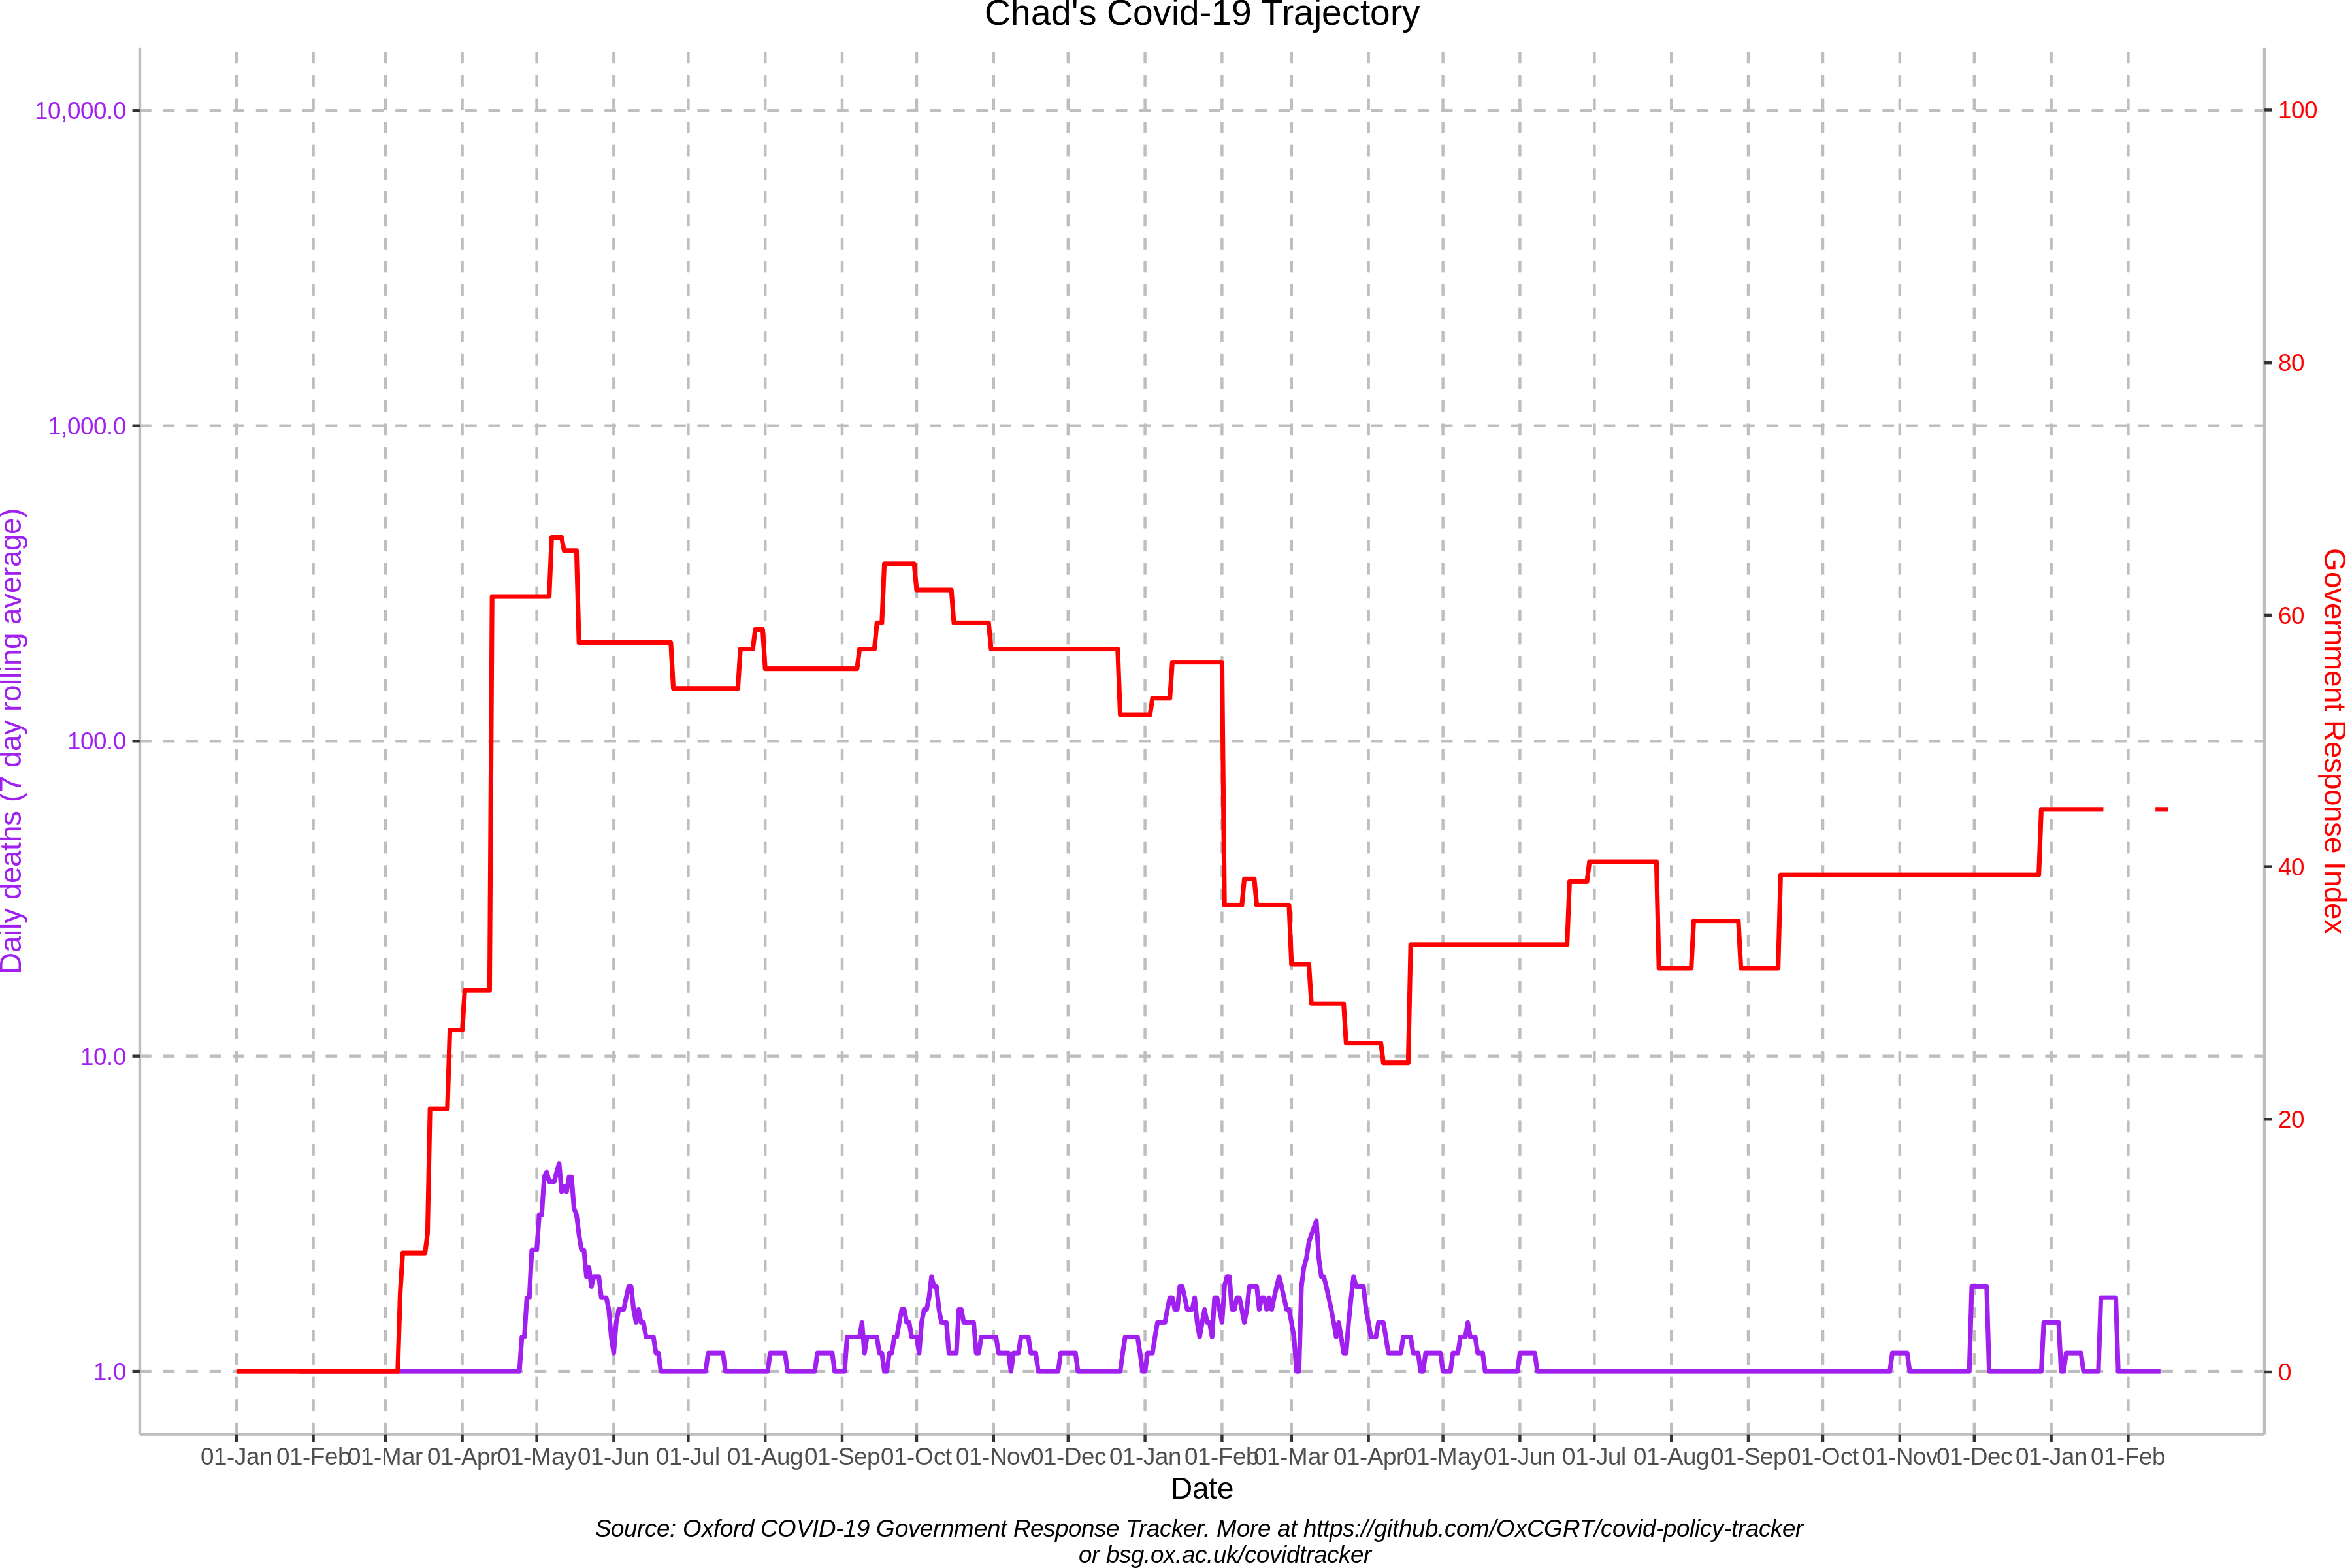 Chad's Covid-19 Trajectory
10,000.0
1,000.0
100.0
10.0
1.0
Daily deaths (7 day rolling average)
100
80
60
40
20
0
Government Response Index
01-Jan 01-Feb 01-Mar 01-Apr 01-May 01-Jun 01-Jul 01-Aug 01-Sep 01-Oct 01-Nov 01-Dec 01-Jan 01-Feb 01-Mar 01-Apr 01-May 01-Jun 01-Jul 01-Aug 01-Sep 01-Oct 01-Nov 01-Dec 01-Jan 01-Feb
Date
Source: Oxford COVID-19 Government Response Tracker. More at https://github.com/OxCGRT/covid-policy-tracker
or bsg.ox.ac.uk/covidtracker